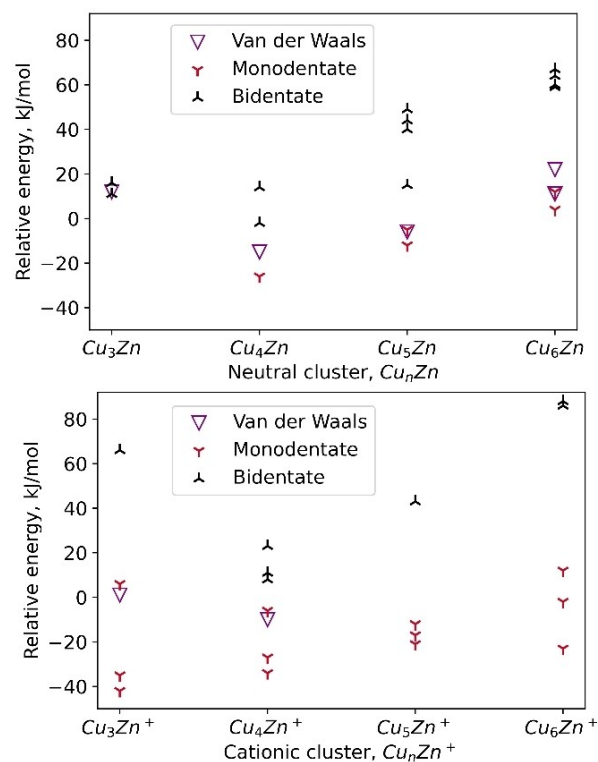 80
60
40
20
0
−20
−40
Relative energy, kJ/mol
Van der Waals
Monodentate
Bidentate
Cu₃Zn Cu₄Zn Cu₅Zn Cu₆Zn
Neutral cluster, CuₙZn
80
60
40
20
0
−20
−40
Relative energy, kJ/mol
Van der Waals
Monodentate
Bidentate
Cu₃Zn⁺ Cu₄Zn⁺ Cu₅Zn⁺ Cu₆Zn⁺
Cationic cluster, CuₙZn⁺